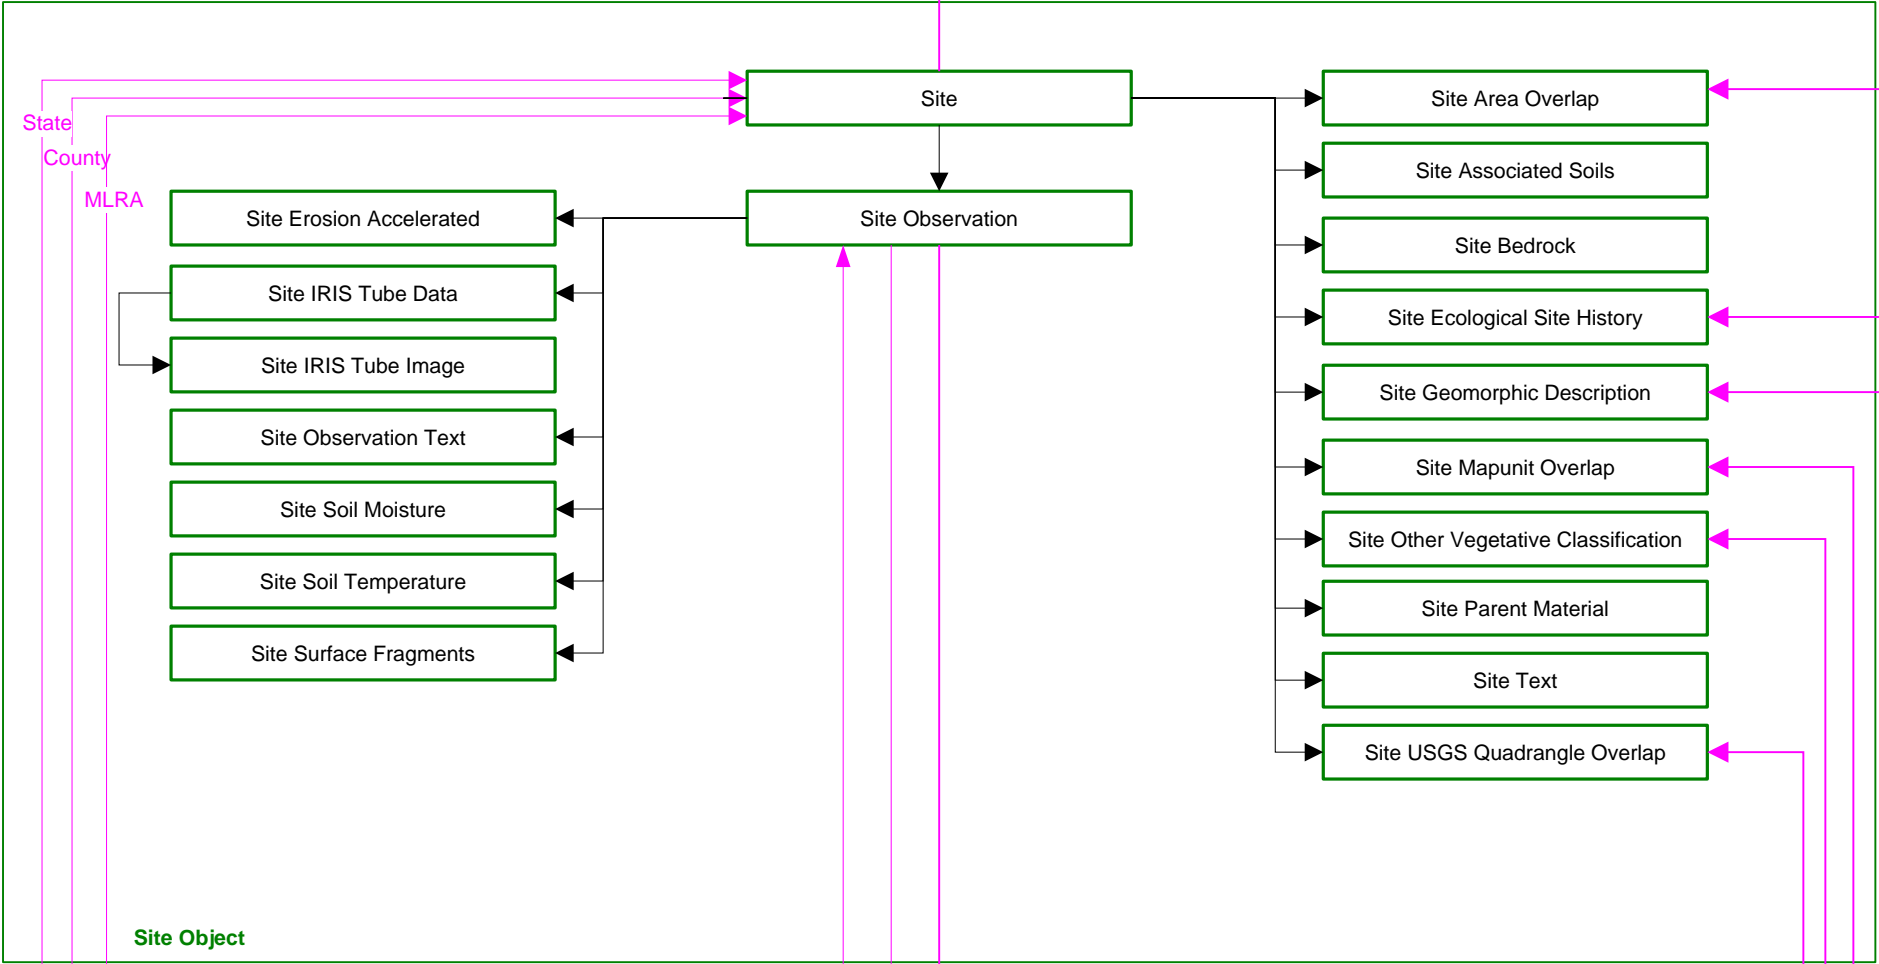 Site
Site Area Overlap
State
County
Site Associated Soils
MLRA
Site Erosion Accelerated
Site Observation
Site Bedrock
Site IRIS Tube Data
Site Ecological Site History
Site IRIS Tube Image
Site Geomorphic Description
Site Observation Text
Site Mapunit Overlap
Site Soil Moisture
Site Other Vegetative Classification
Site Soil Temperature
Site Parent Material
Site Surface Fragments
Site Text
Site USGS Quadrangle Overlap
Site Object